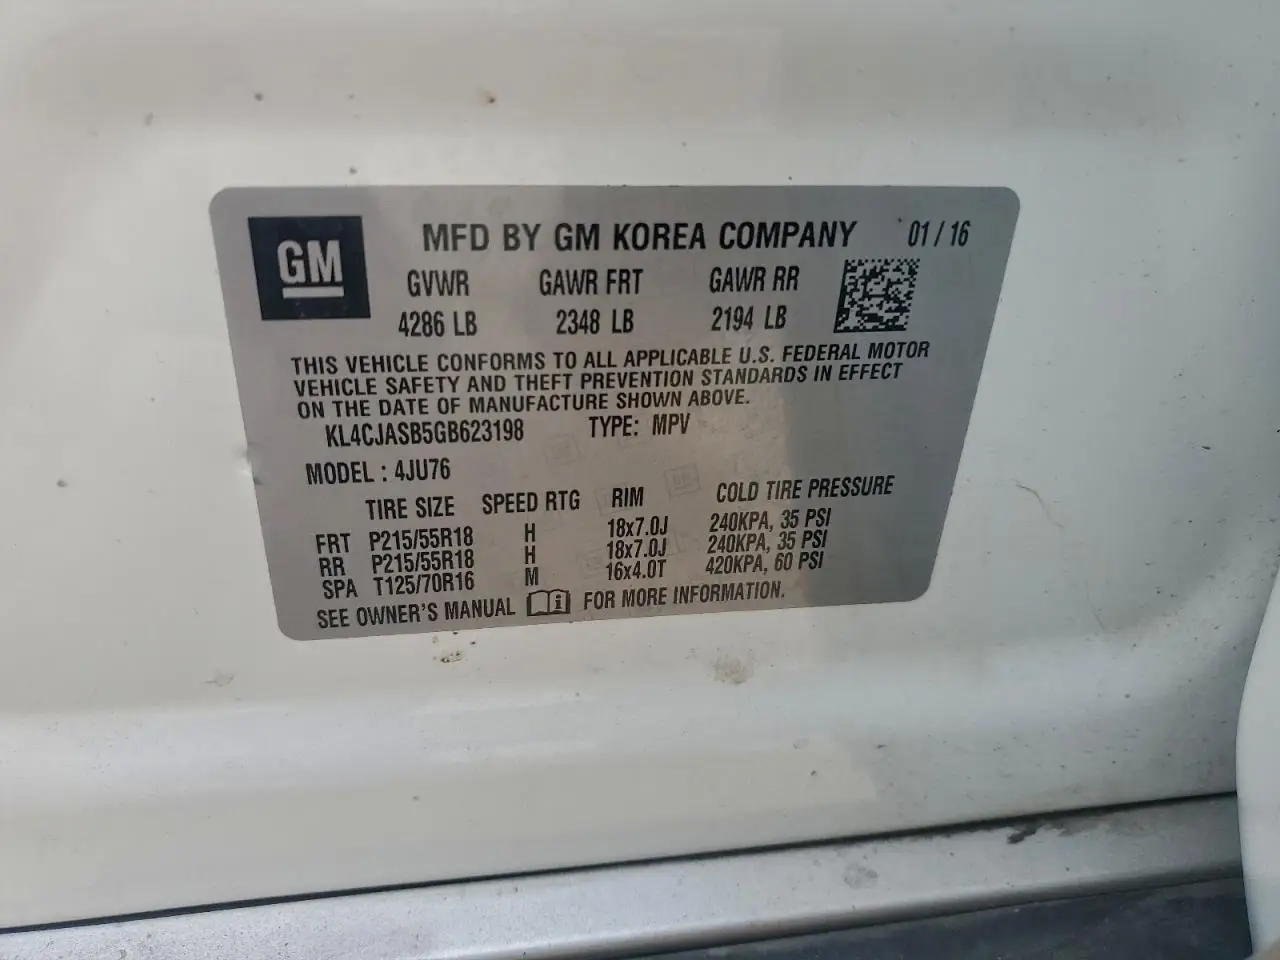 GM
MFD BY GM KOREA COMPANY 01 / 16
GVWR GAWR FRT GAWR RR
4286 LB 2348 LB 2194 LB
THIS VEHICLE CONFORMS TO ALL APPLICABLE U.S. FEDERAL MOTOR
VEHICLE SAFETY AND THEFT PREVENTION STANDARDS IN EFFECT
ON THE DATE OF MANUFACTURE SHOWN ABOVE.
KL4CJASB5GB623198 TYPE: MPV
MODEL : 4JU76
TIRE SIZE SPEED RTG RIM COLD TIRE PRESSURE
FRT P215/55R18 H 18x7.0J 240KPA, 35 PSI
RR P215/55R18 H 18x7.0J 240KPA, 35 PSI
SPA T125/70R16 M 16x4.0T 420KPA, 60 PSI
SEE OWNER'S MANUAL i FOR MORE INFORMATION.